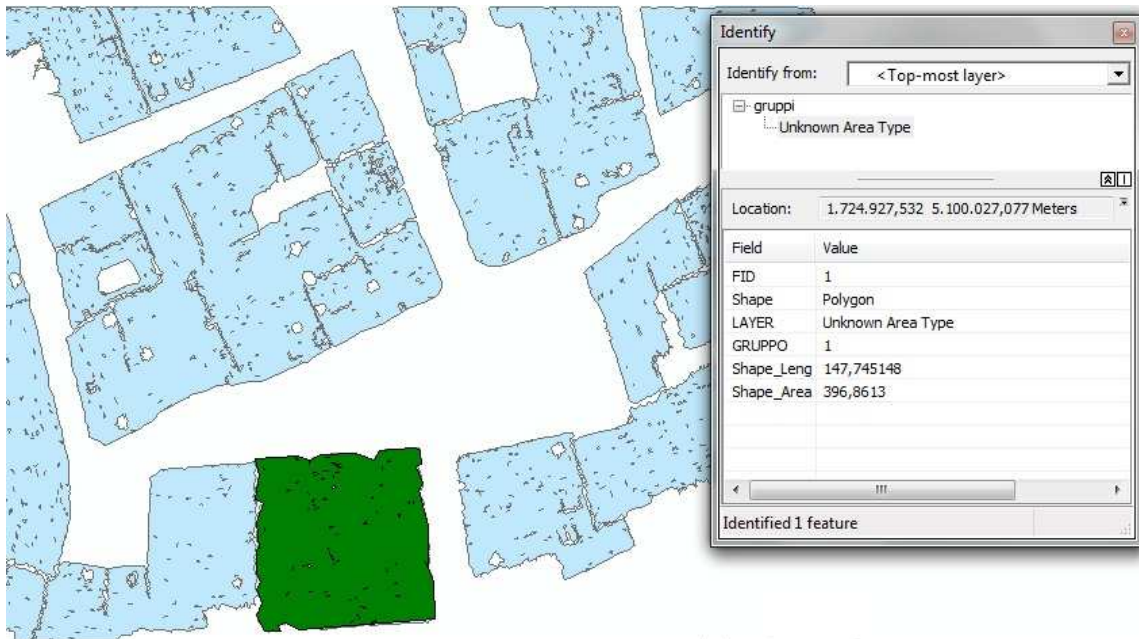 Identify
Identify from: <Top-most layer>
gruppi
Unknown Area Type
Location: 1.724.927,532 5.100.027,077 Meters
Field Value
FID 1
Shape Polygon
LAYER Unknown Area Type
GRUPPO 1
Shape_Leng 147,745148
Shape_Area 396,8613
Identified 1 feature